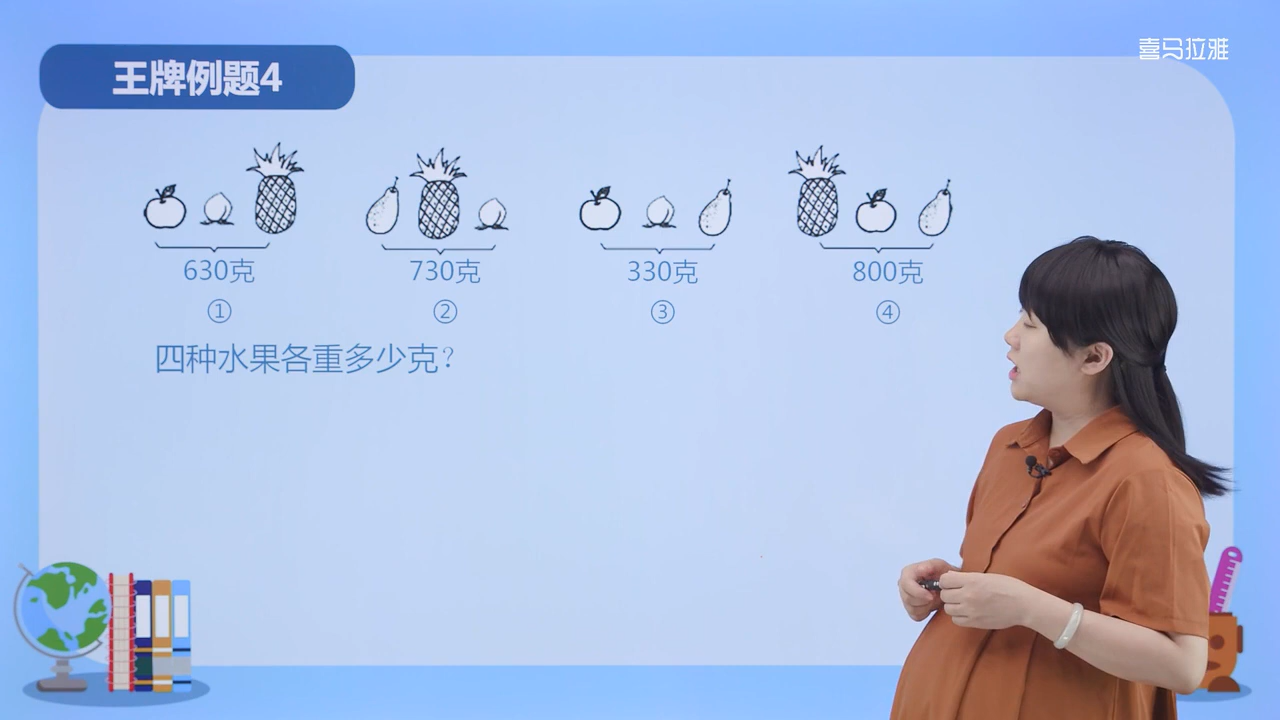 喜马拉雅
王牌例题4
630克 730克 330克 800克
① ② ③ ④
四种水果各重多少克？